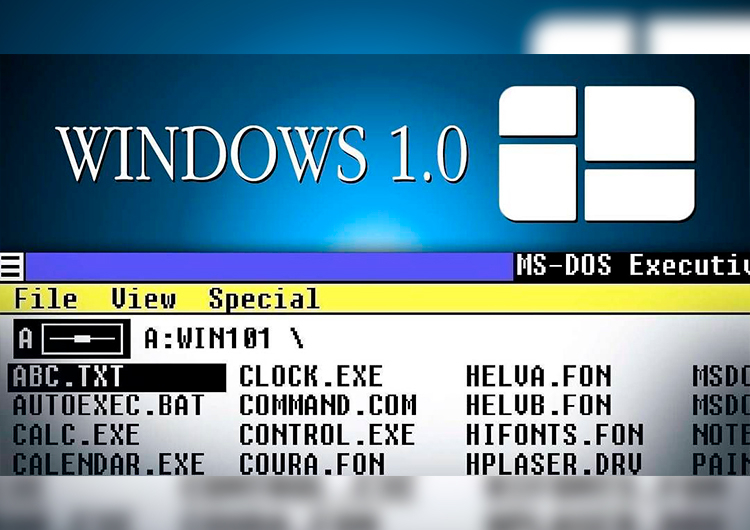 WINDOWS 1.0
MS-DOS Executiv
File View Special
A A:WIN101 \
ABC.TXT CLOCK.EXE HELVA.FON MSDO
AUTOEXEC.BAT COMMAND.COM HELVB.FON MSDO
CALC.EXE CONTROL.EXE HIFONTS.FON NOTE
CALENDAR.EXE COURA.FON HPLASER.DRV PAIN